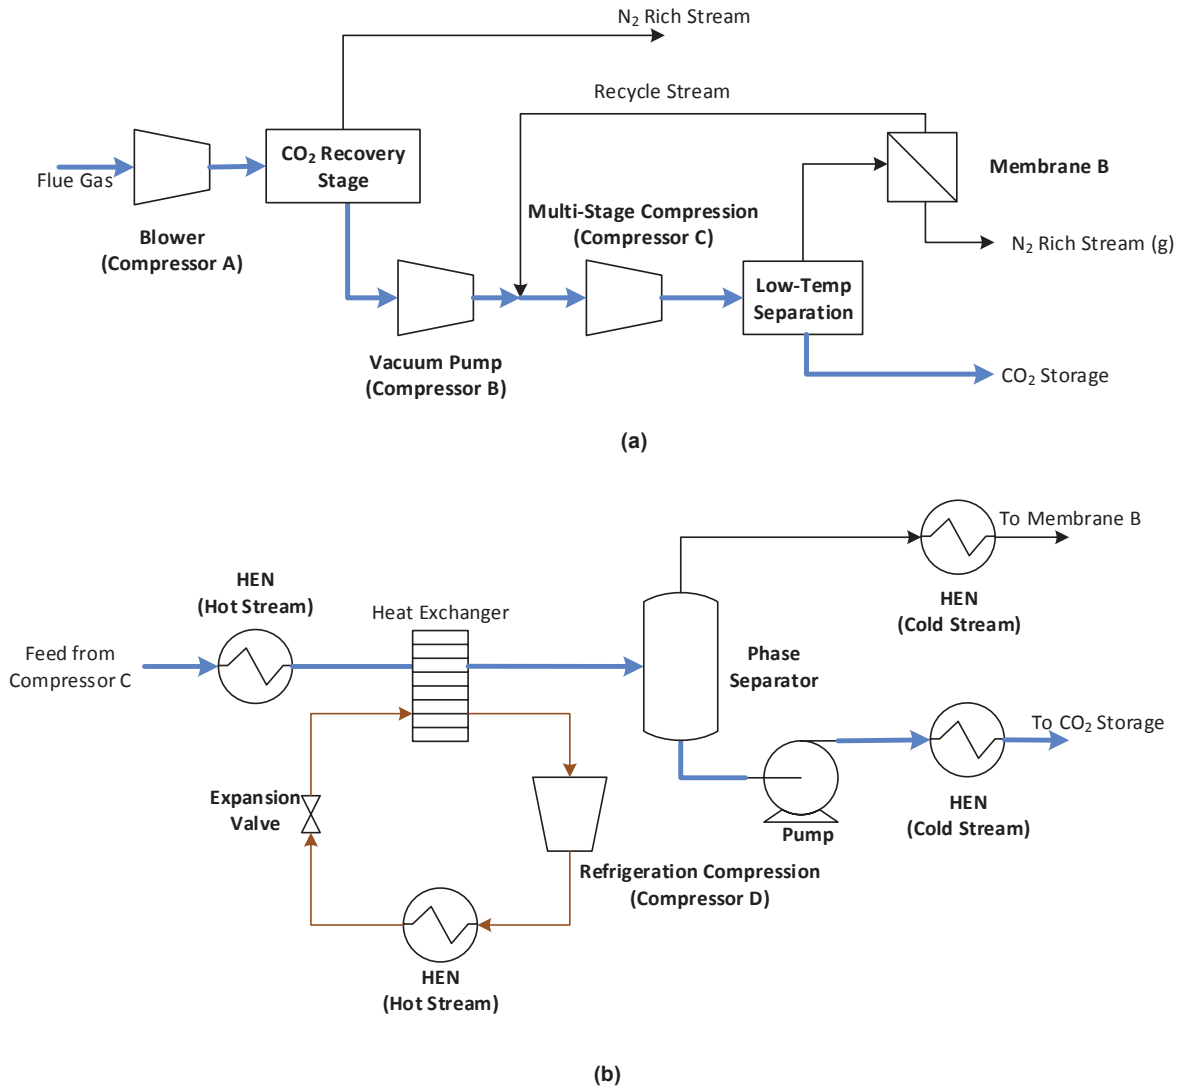 N₂ Rich Stream
Recycle Stream
CO₂ Recovery
Stage
Flue Gas
Membrane B
Multi-Stage Compression
(Compressor C)
Blower
(Compressor A)
N₂ Rich Stream (g)
Low-Temp
Separation
Vacuum Pump
(Compressor B)
CO₂ Storage
(a)
To Membrane B
HEN
(Hot Stream)
Heat Exchanger
HEN
(Cold Stream)
Feed from
Compressor C
Phase
Separator
To CO₂ Storage
Expansion
Valve
HEN
(Cold Stream)
Pump
Refrigeration Compression
(Compressor D)
HEN
(Hot Stream)
(b)